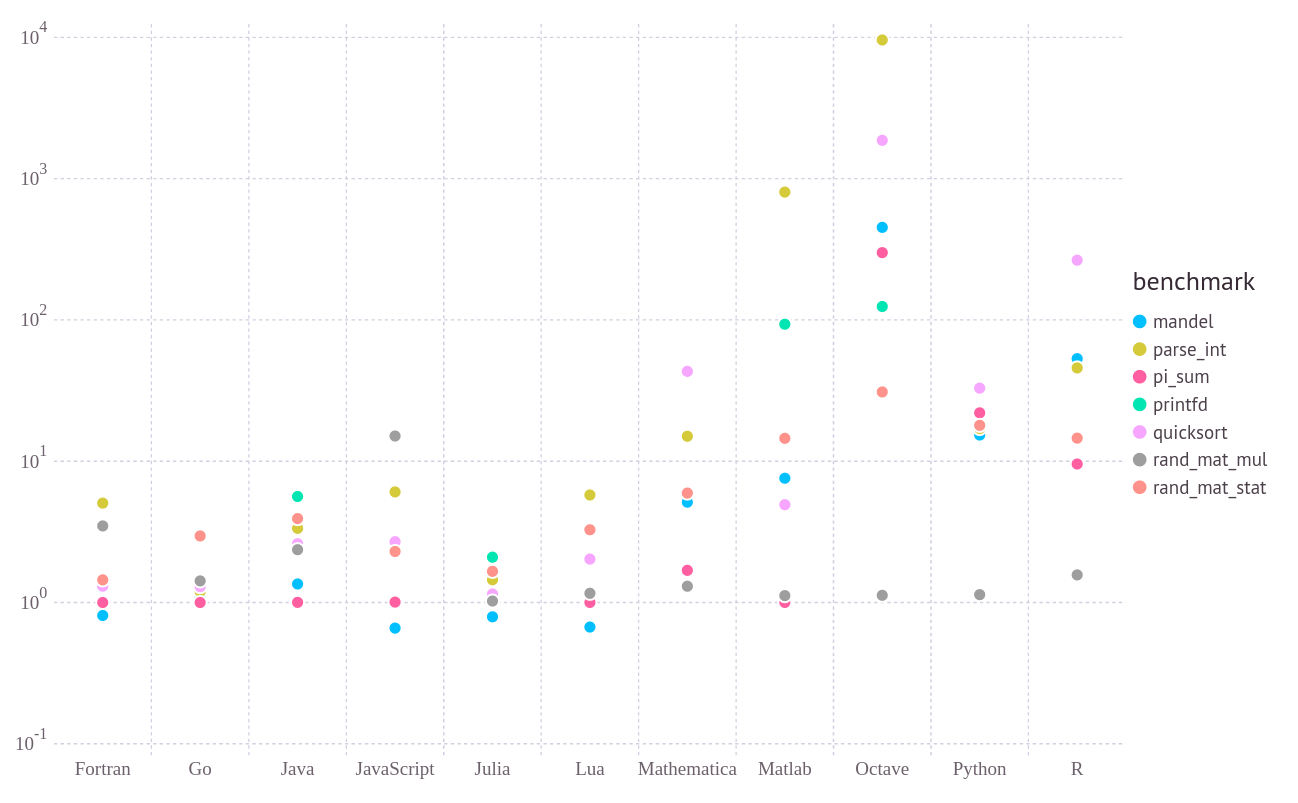 10^4
10^3
10^2
10^1
10^0
10^-1
Fortran Go Java JavaScript Julia Lua Mathematica Matlab Octave Python R
benchmark
mandel
parse_int
pi_sum
printfd
quicksort
rand_mat_mul
rand_mat_stat